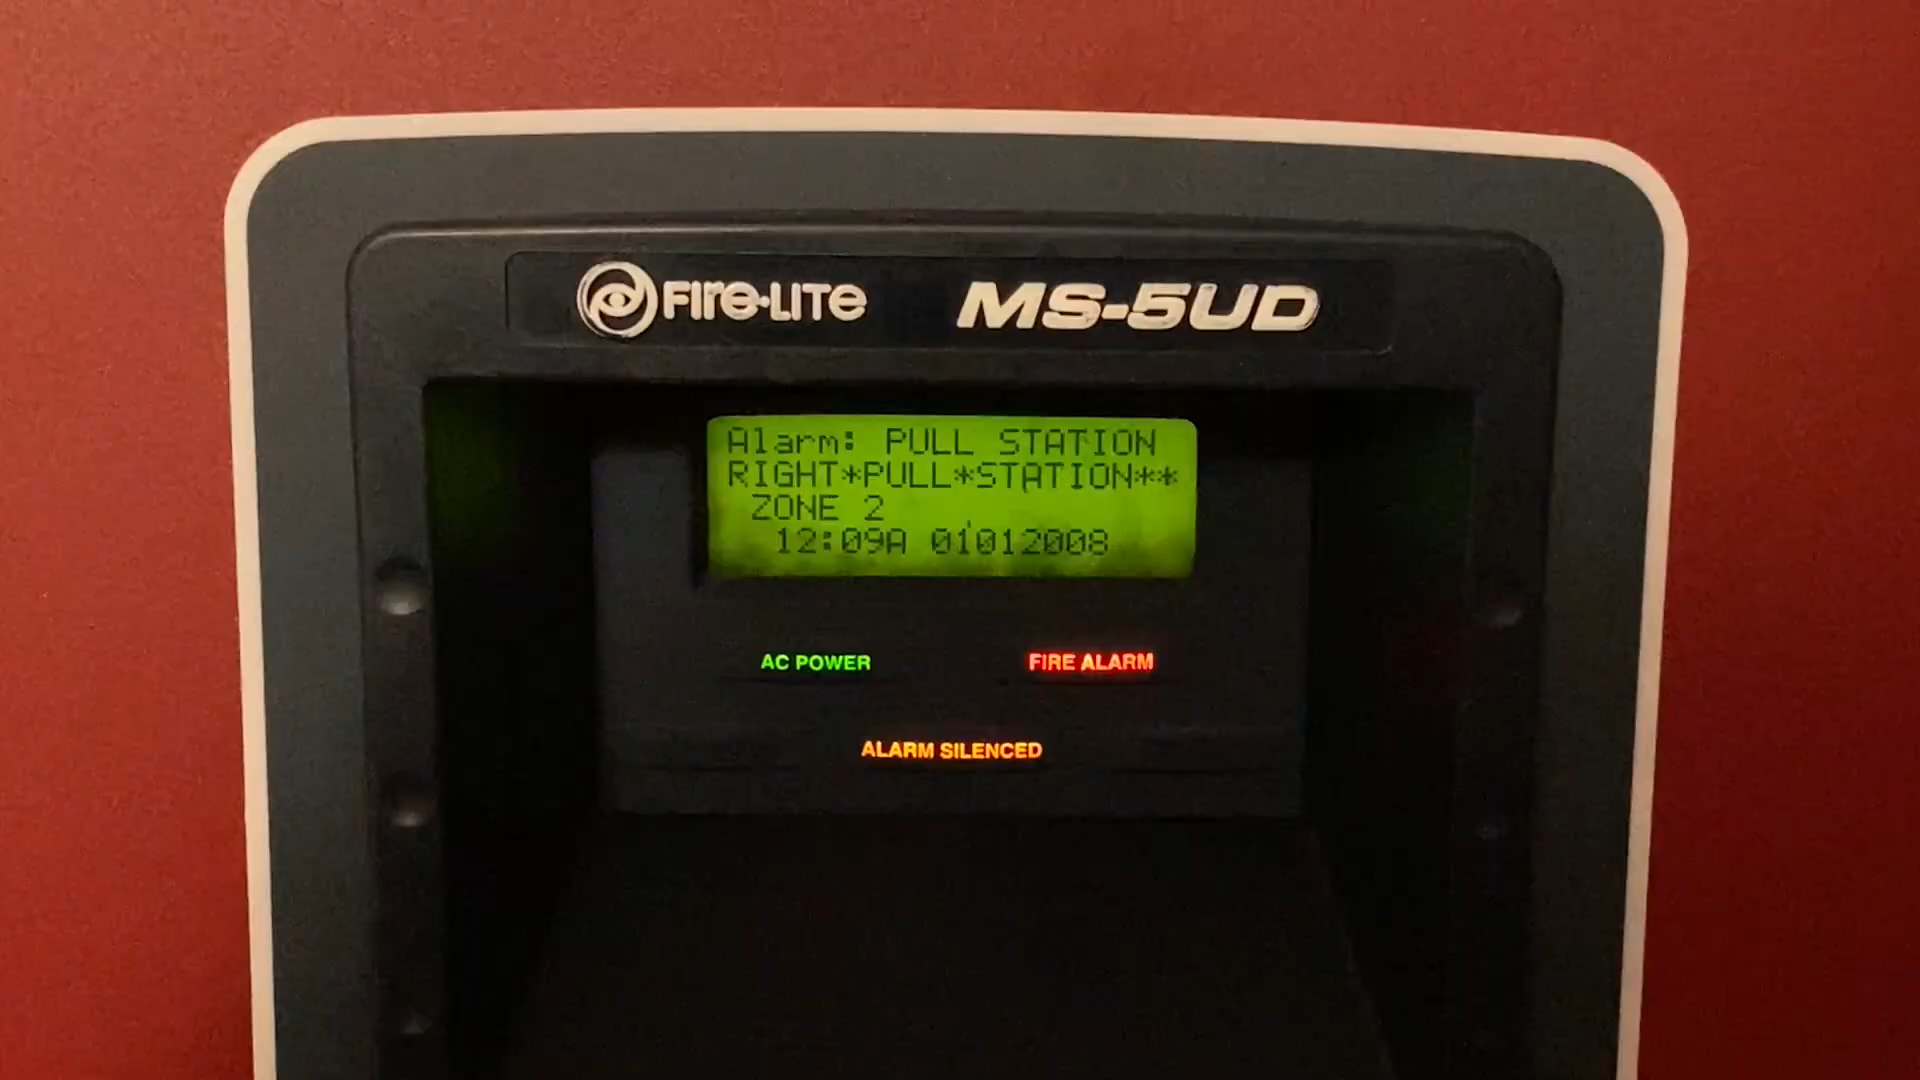 FIRE-LITE MS-5UD
Alarm: PULL STATION
RIGHT*PULL*STATION**
ZONE 2
12:09A 01012008
AC POWER FIRE ALARM
ALARM SILENCED